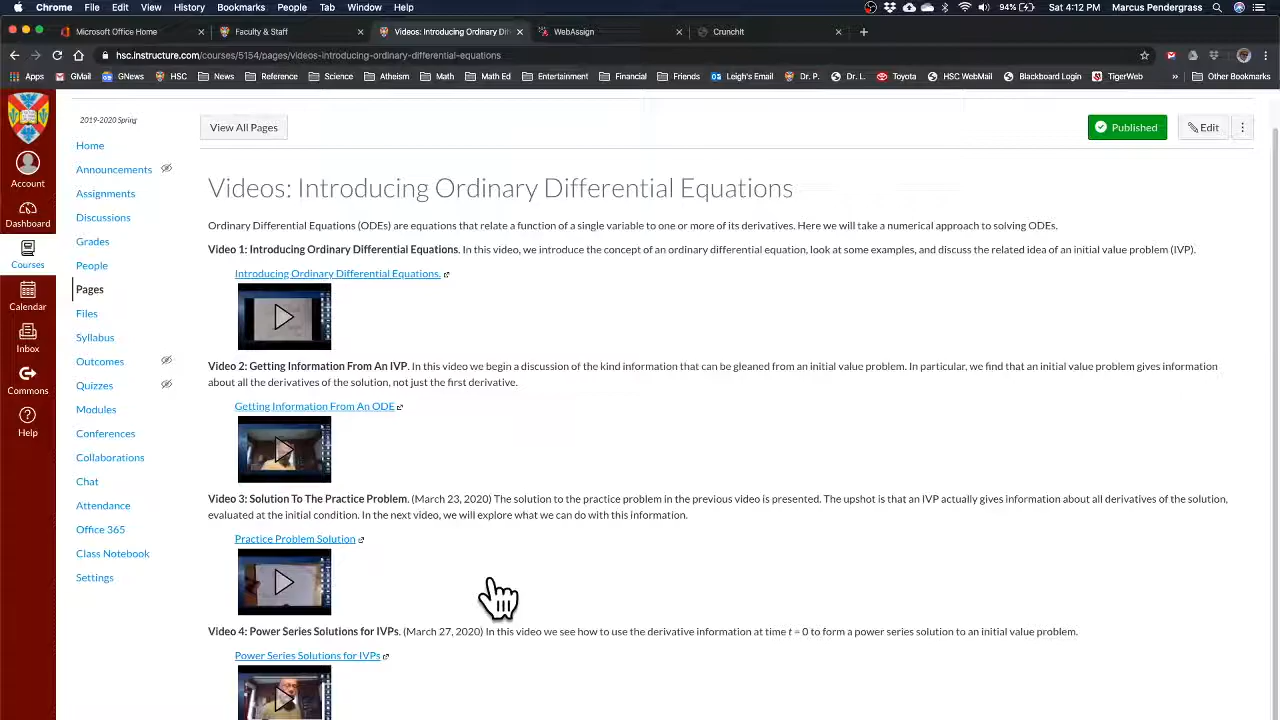 Chrome File Edit View History Bookmarks People Tab Window Help 94% Sat 4:12 PM Marcus Pendergrass
Microsoft Office Home Faculty & Staff Videos: Introducing Ordinary Di WebAssign CrunchIt
hsc.instructure.com/courses/5154/pages/videos-introducing-ordinary-differential-equations
Apps GMail GNews HSC News Reference Science Atheism Math Math Ed Entertainment Financial Friends Leigh's Email Cor P. Dr. L. Toyota HSC WebMail Blackboard Login TigerWeb » Other Bookmarks
Account
Dashboard
Courses
Calendar
Inbox
Commons
Help
2019-2020 Spring
Home
Announcements
Assignments
Discussions
Grades
People
Pages
Files
Syllabus
Outcomes
Quizzes
Modules
Conferences
Collaborations
Chat
Attendance
Office 365
Class Notebook
Settings
View All Pages
Published
Edit
Videos: Introducing Ordinary Differential Equations
Ordinary Differential Equations (ODEs) are equations that relate a function of a single variable to one or more of its derivatives. Here we will take a numerical approach to solving ODEs.
Video 1: Introducing Ordinary Differential Equations. In this video, we introduce the concept of an ordinary differential equation, look at some examples, and discuss the related idea of an initial value problem (IVP).
Introducing Ordinary Differential Equations.
Video 2: Getting Information From An IVP. In this video we begin a discussion of the kind information that can be gleaned from an initial value problem. In particular, we find that an initial value problem gives information
about all the derivatives of the solution, not just the first derivative.
Getting Information From An ODE
Video 3: Solution To The Practice Problem. (March 23, 2020) The solution to the practice problem in the previous video is presented. The upshot is that an IVP actually gives information about all derivatives of the solution,
evaluated at the initial condition. In the next video, we will explore what we can do with this information.
Practice Problem Solution
Video 4: Power Series Solutions for IVPs. (March 27, 2020) In this video we see how to use the derivative information at time t = 0 to form a power series solution to an initial value problem.
Power Series Solutions for IVPs